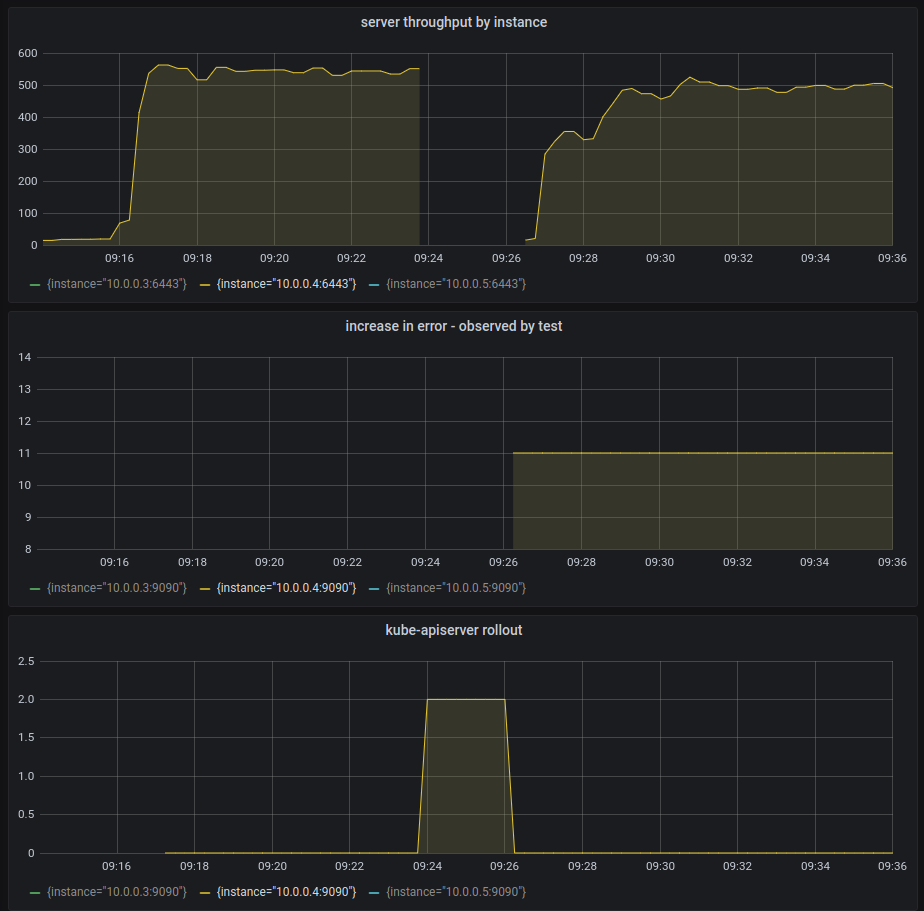 server throughput by instance
600
500
400
300
200
100
0
09:16 09:18 09:20 09:22 09:24 09:26 09:28 09:30 09:32 09:34 09:36
{instance="10.0.0.3:6443"} {instance="10.0.0.4:6443"} {instance="10.0.0.5:6443"}
increase in error - observed by test
14
13
12
11
10
9
8
09:16 09:18 09:20 09:22 09:24 09:26 09:28 09:30 09:32 09:34 09:36
{instance="10.0.0.3:9090"} {instance="10.0.0.4:9090"} {instance="10.0.0.5:9090"}
kube-apiserver rollout
2.5
2.0
1.5
1.0
0.5
0
09:16 09:18 09:20 09:22 09:24 09:26 09:28 09:30 09:32 09:34 09:36
{instance="10.0.0.3:9090"} {instance="10.0.0.4:9090"} {instance="10.0.0.5:9090"}